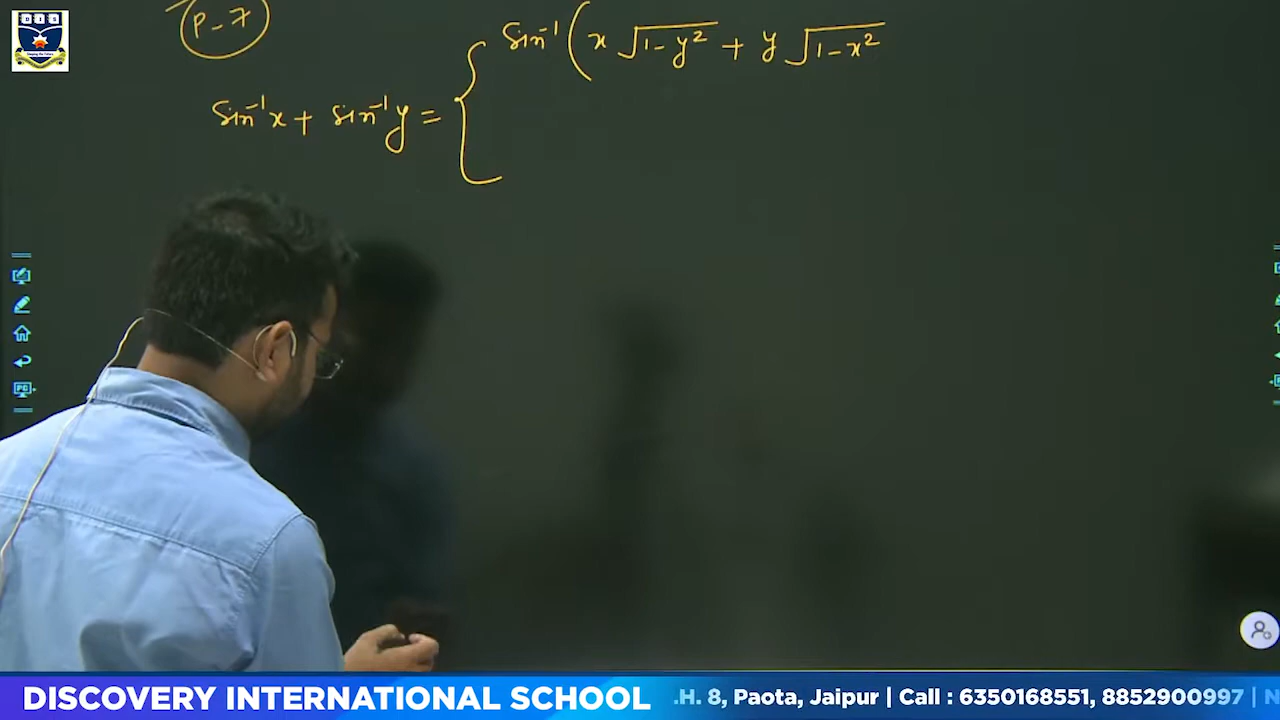 P-7
sin⁻¹x + sin⁻¹y = { sin⁻¹(x √1-y² + y √1-x²
DISCOVERY INTERNATIONAL SCHOOL .H. 8, Paota, Jaipur | Call : 6350168551, 8852900997 | N